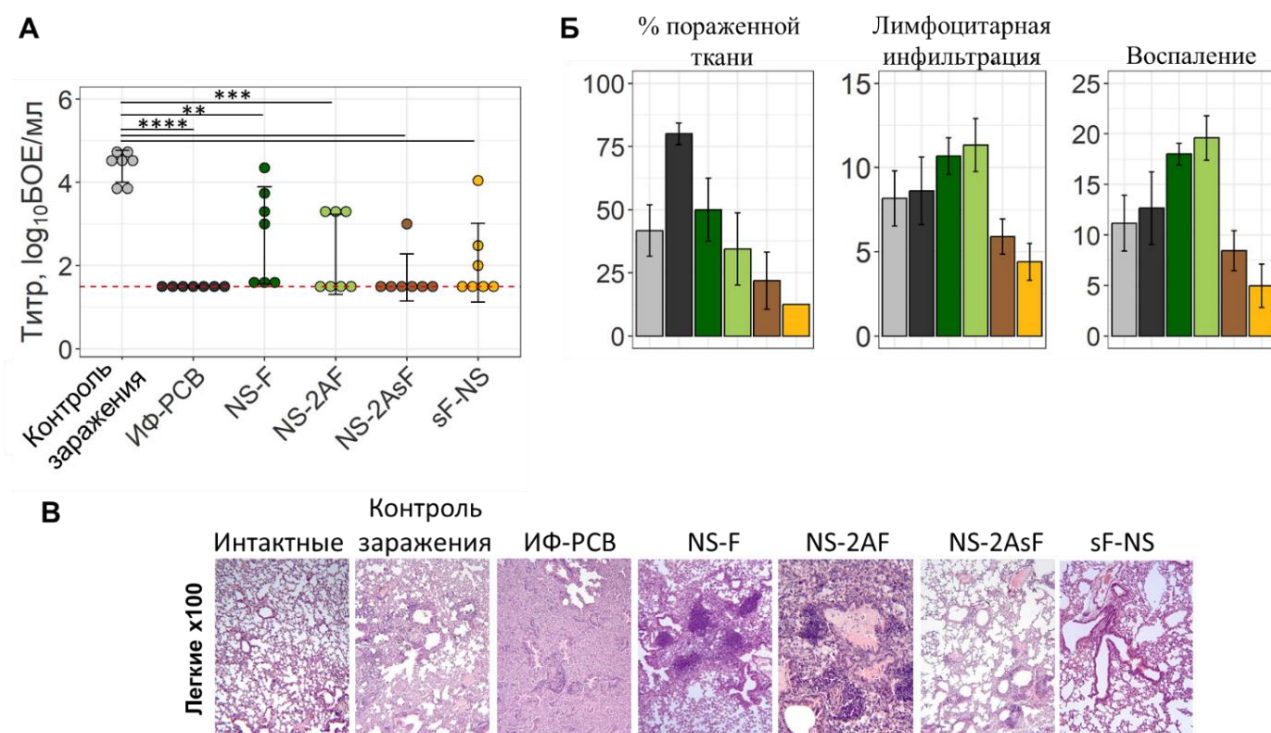 А
6
4
2
0
Титр, log₁₀БОЕ/мл
***
**
****
Контроль
заражения
ИФ-РСВ
NS-F
NS-2AF
NS-2AsF
sF-NS
Б
% пораженной
ткани
100
75
50
25
0
Лимфоцитарная
инфильтрация
15
10
5
0
Воспаление
25
20
15
10
5
0
В
Легкие х100
Интактные
Контроль
заражения
ИФ-РСВ
NS-F
NS-2AF
NS-2AsF
sF-NS